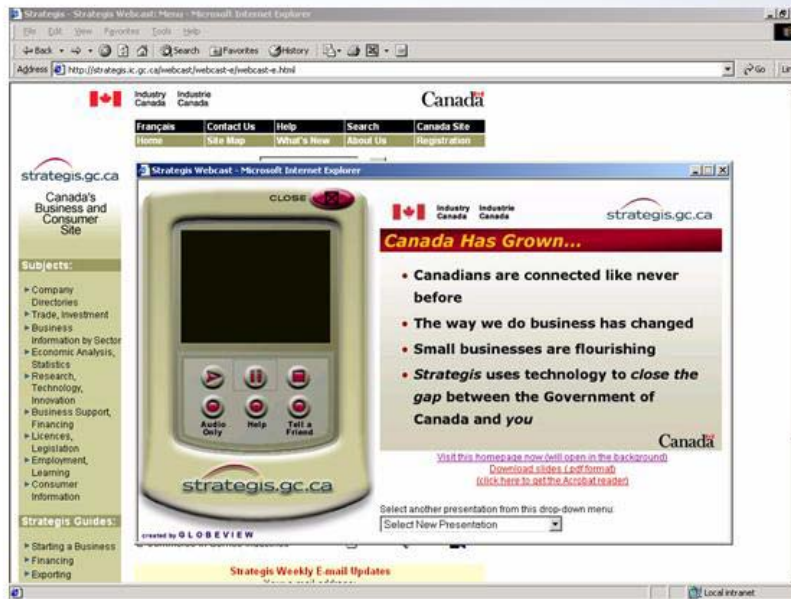 Strategis - Strategis Webcast: Menu - Microsoft Internet Explorer
File Edit View Favorites Tools Help
Back Search Favorites History
Address http://strategis.ic.gc.ca/webcast/webcast-e/webcast-e.html Go
Industry Canada Industrie Canada Canada
Français Contact Us Help Search Canada Site
Home Site Map What's New About Us Registration
strategis.gc.ca
Canada's
Business and
Consumer
Site
Subjects:
Company
Directories
Trade, Investment
Business
Information by Sector
Economic Analysis,
Statistics
Research,
Technology,
Innovation
Business Support,
Financing
Licences,
Legislation
Employment,
Learning
Consumer
Information
Strategis Guides:
Starting a Business
Financing
Exporting
Strategis Webcast - Microsoft Internet Explorer
CLOSE
Audio Only
Help
Tell a Friend
strategis.gc.ca
created by GLOBEVIEW
Industry Canada Industrie Canada strategis.gc.ca
Canada Has Grown...
• Canadians are connected like never
before
• The way we do business has changed
• Small businesses are flourishing
• Strategis uses technology to close the
gap between the Government of
Canada and you
Canada
Visit this homepage now (will open in the background)
Download slides (.pdf format)
(click here to get the Acrobat reader)
Select another presentation from this drop-down menu:
Select New Presentation
Strategis Weekly E-mail Updates
Local intranet